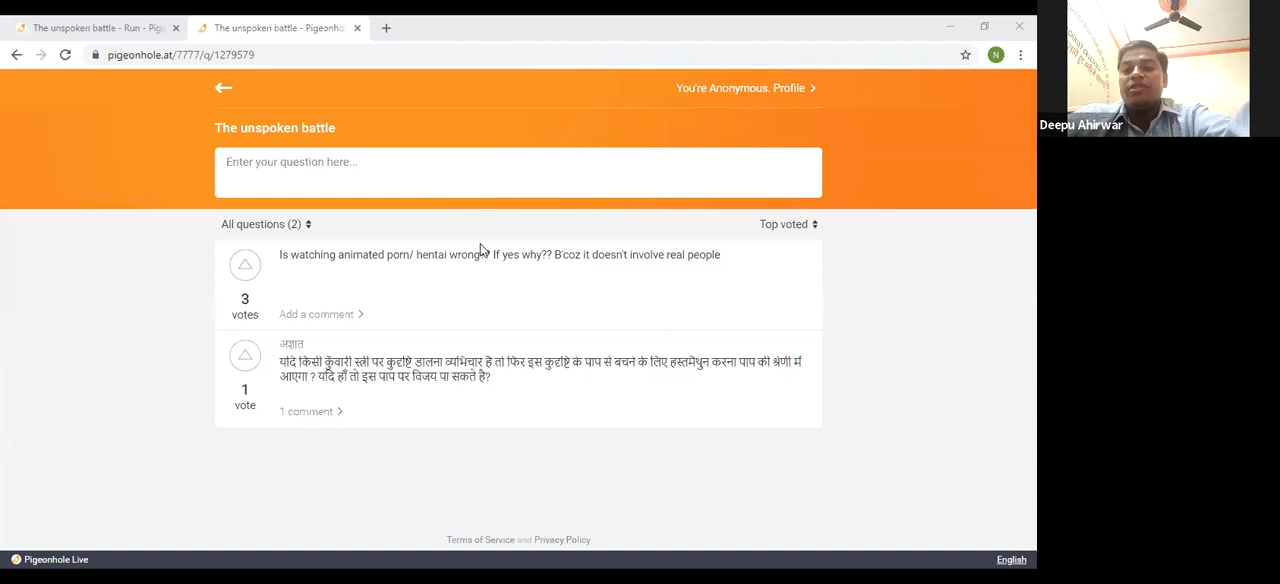 The unspoken battle - Run - Pig
The unspoken battle - Pigeonho
pigeonhole.at/7777/q/1279579
N
You're Anonymous. Profile
The unspoken battle
Enter your question here...
All questions (2)
Top voted
Is watching animated porn/ hentai wrong? If yes why?? B'coz it doesn't involve real people
3
votes
Add a comment
अज्ञात
यदि किसी कुँवारी स्त्री पर कुदृष्टि डालना व्यभिचार है तो फिर इस कुदृष्टि के पाप से बचने के लिए हस्तमैथुन करना पाप की श्रेणी में
आएगा ? यदि हाँ तो इस पाप पर विजय पा सकते है?
1
vote
1 comment
Terms of Service and Privacy Policy
Pigeonhole Live
English
Deepu Ahirwar